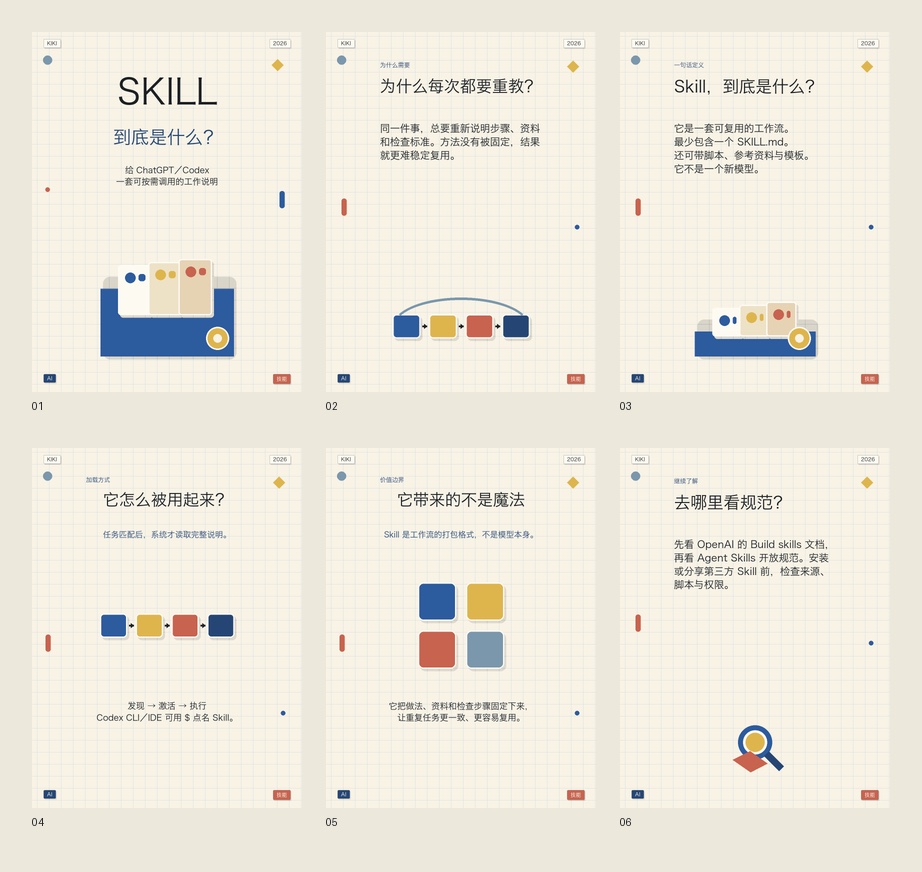 KIKI
2026
SKILL
到底是什么？
给 ChatGPT／Codex
一套可按需调用的工作说明
AI
技能
01
KIKI
2026
为什么需要
为什么每次都要重教？
同一件事，总要重新说明步骤、资料
和检查标准。方法没有被固定，结果
就更难稳定复用。
AI
技能
02
KIKI
2026
一句话定义
Skill，到底是什么？
它是一套可复用的工作流。
最少包含一个 SKILL.md。
还可带脚本、参考资料与模板。
它不是一个新模型。
AI
技能
03
KIKI
2026
加载方式
它怎么被用起来？
任务匹配后，系统才读取完整说明。
发现 → 激活 → 执行
Codex CLI／IDE 可用 $ 点名 Skill。
AI
技能
04
KIKI
2026
价值边界
它带来的不是魔法
Skill 是工作流的打包格式，不是模型本身。
它把做法、资料和检查步骤固定下来，
让重复任务更一致、更容易复用。
AI
技能
05
KIKI
2026
继续了解
去哪里看规范？
先看 OpenAI 的 Build skills 文档，
再看 Agent Skills 开放规范。安装
或分享第三方 Skill 前，检查来源、
脚本与权限。
AI
技能
06